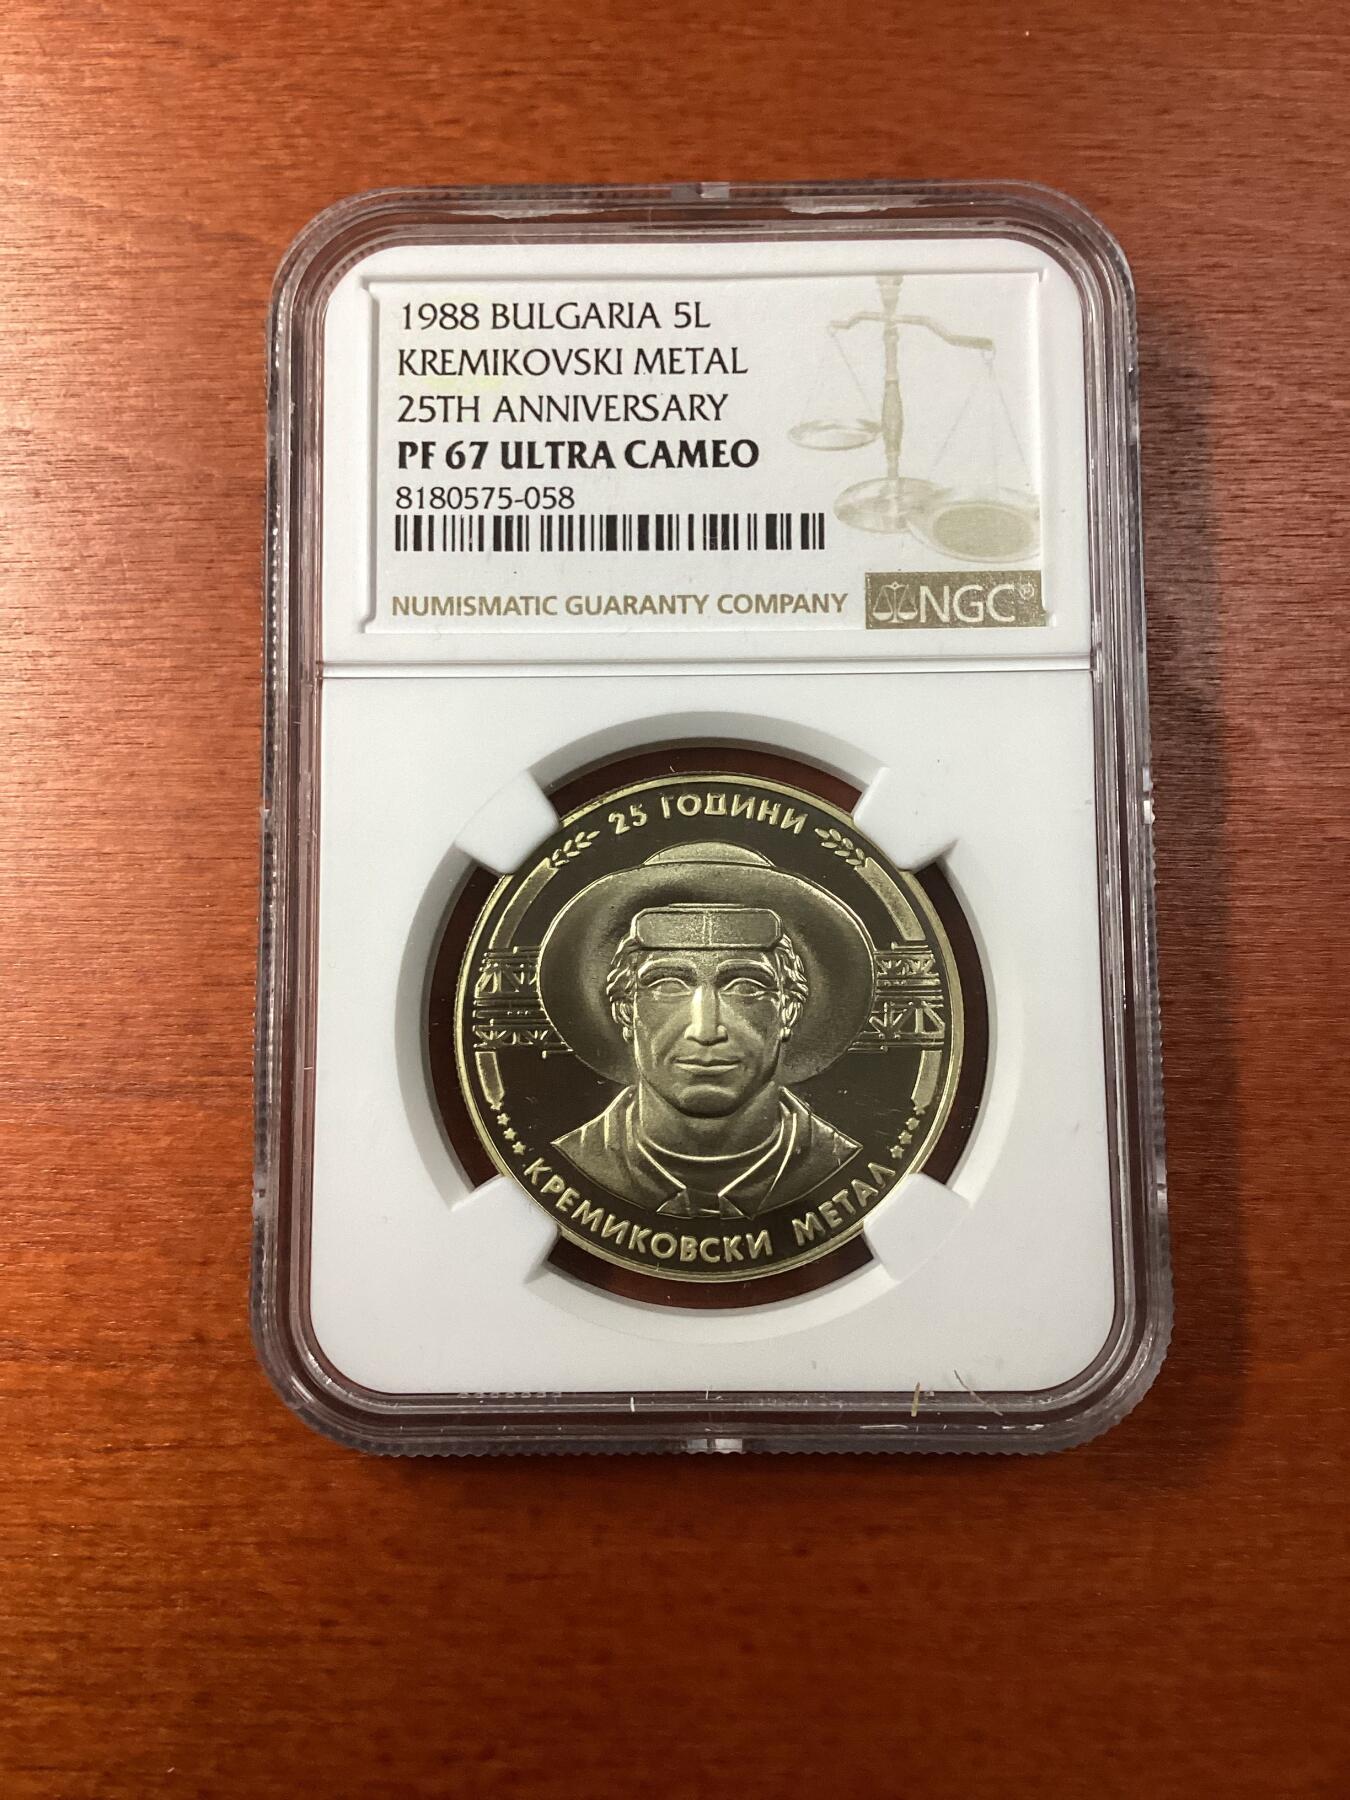 1988 BULGARIA 5L
KREMIKOVSKI METAL
25TH ANNIVERSARY
PF 67 ULTRA CAMEO
8180575-058
NUMISMATIC GUARANTY COMPANY
NGC®
25 ГОДИНИ
КРЕМИКОВСКИ МЕТАЛ